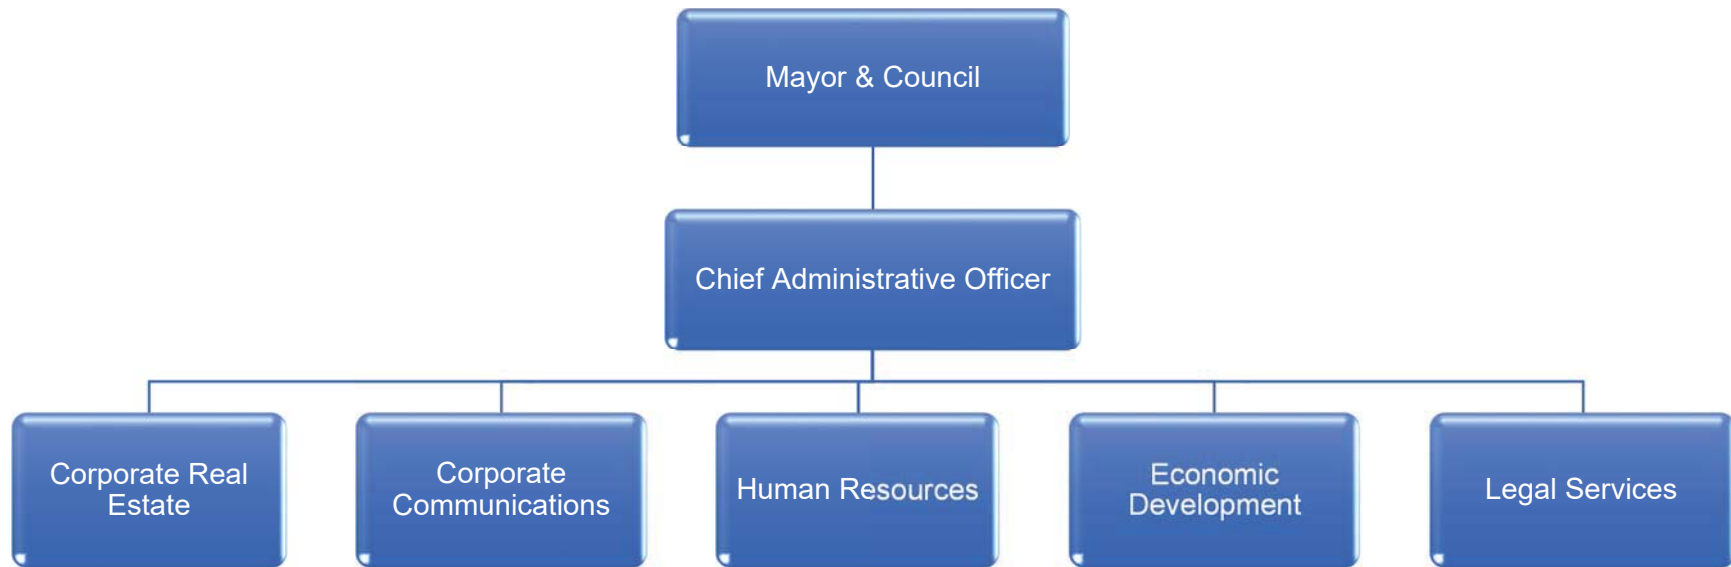 Mayor & Council
Chief Administrative Officer
Corporate Real
Estate
Corporate
Communications
Human Resources
Economic
Development
Legal Services